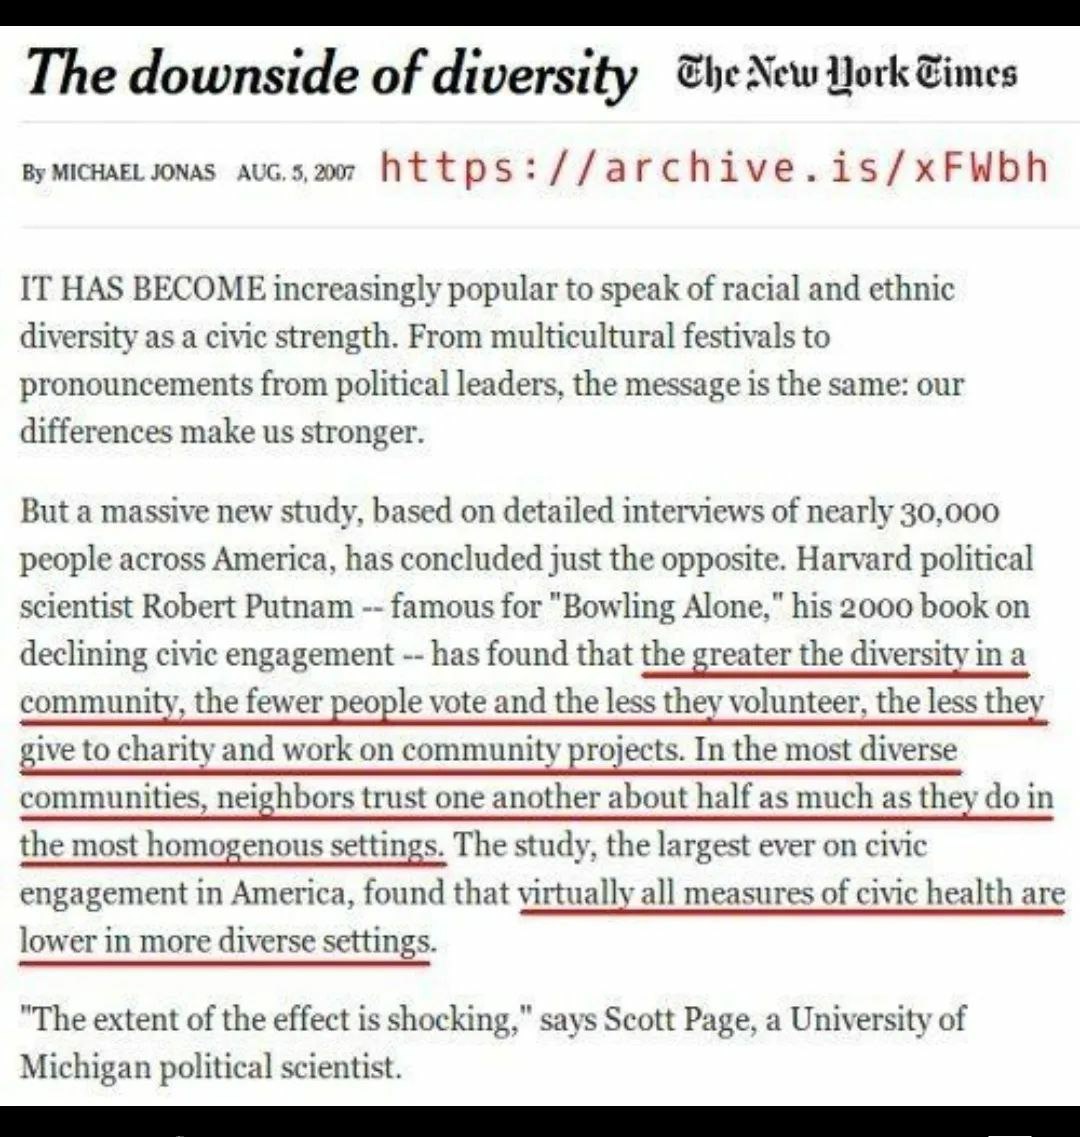 The downside of diversity The New York Times
By MICHAEL JONAS AUG. 5, 2007 https://archive.is/xFWbh
IT HAS BECOME increasingly popular to speak of racial and ethnic
diversity as a civic strength. From multicultural festivals to
pronouncements from political leaders, the message is the same: our
differences make us stronger.
But a massive new study, based on detailed interviews of nearly 30,000
people across America, has concluded just the opposite. Harvard political
scientist Robert Putnam -- famous for "Bowling Alone," his 2000 book on
declining civic engagement -- has found that the greater the diversity in a
community, the fewer people vote and the less they volunteer, the less they
give to charity and work on community projects. In the most diverse
communities, neighbors trust one another about half as much as they do in
the most homogenous settings. The study, the largest ever on civic
engagement in America, found that virtually all measures of civic health are
lower in more diverse settings.
"The extent of the effect is shocking," says Scott Page, a University of
Michigan political scientist.